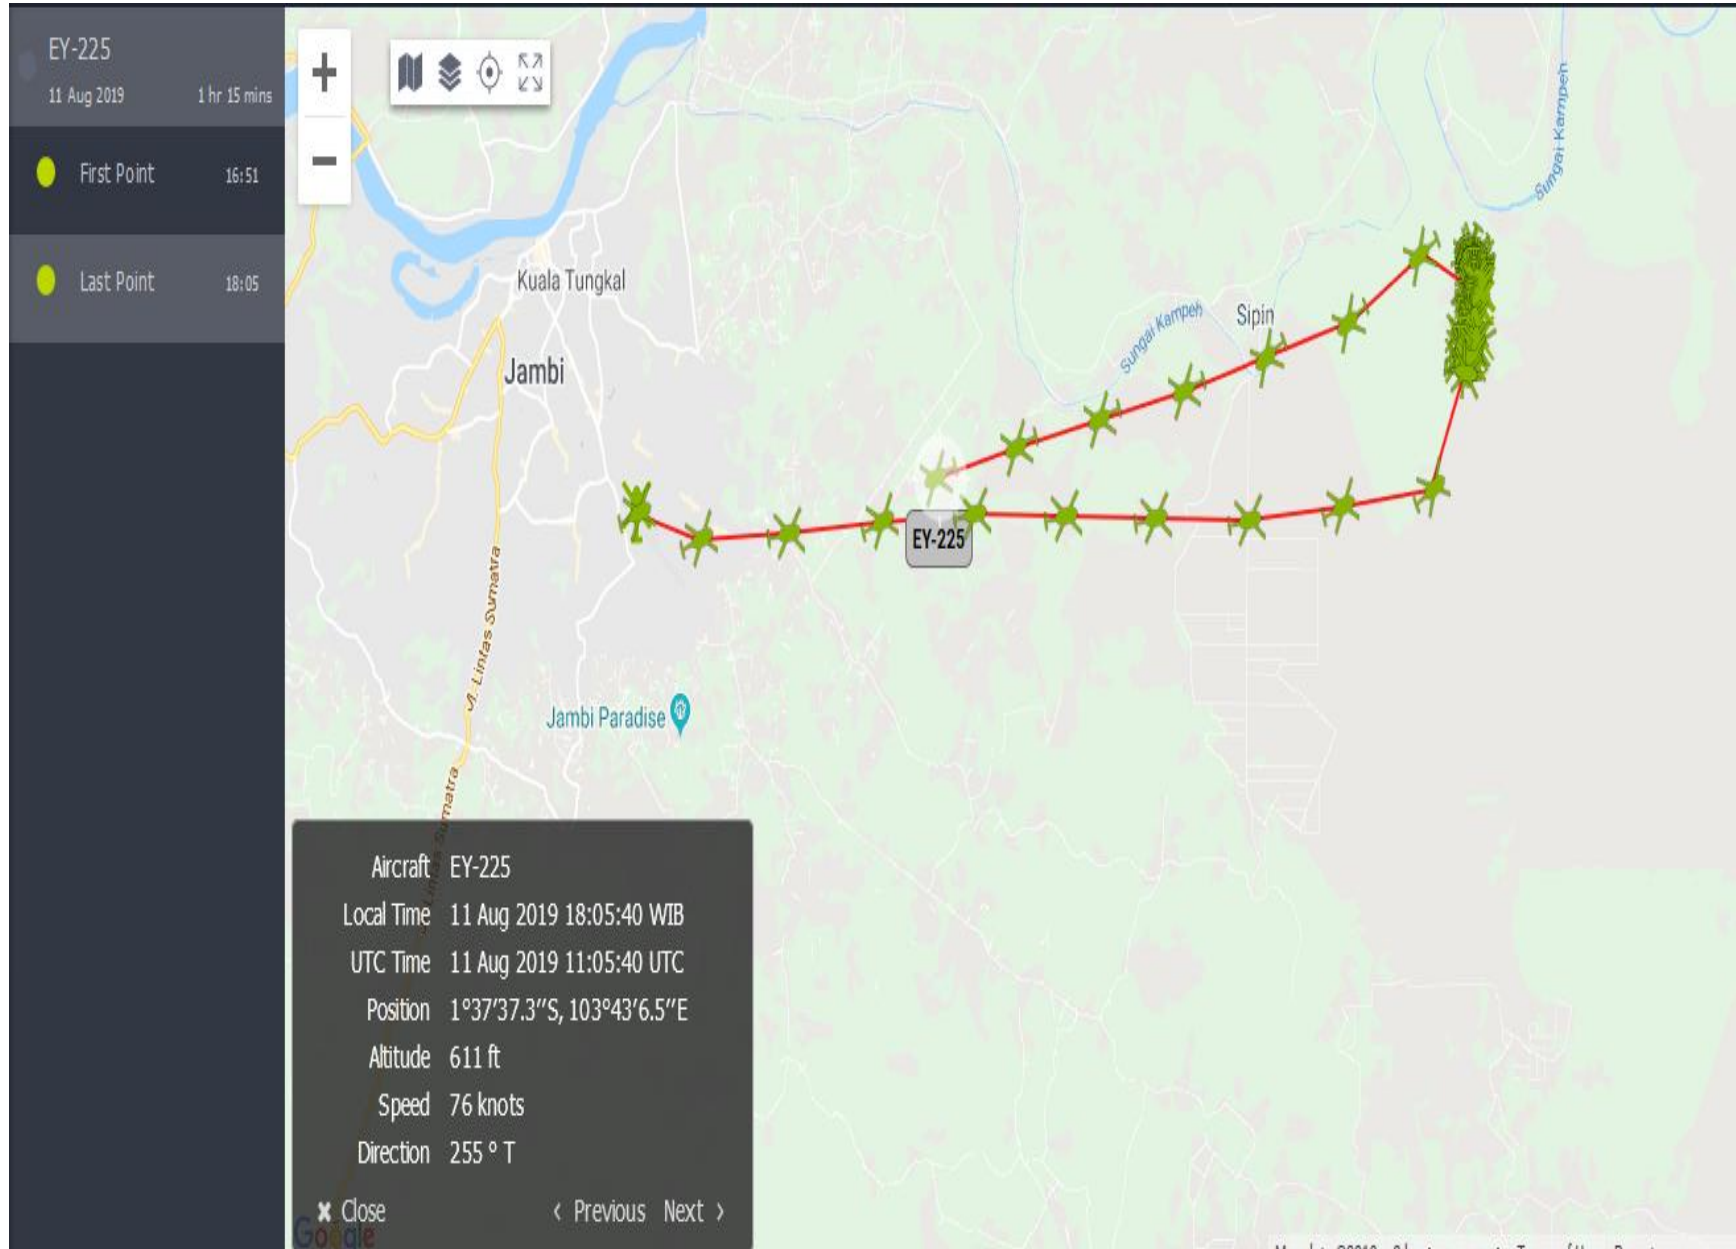 EY-225
11 Aug 2019 1 hr 15 mins
First Point 16:51
Last Point 18:05
+
−
Sungai Kampeh
Kuala Tungkal
Sipin
Sungai Kampeh
Jambi
EY-225
Jl. Lintas Sumatra
Jambi Paradise
Lintas Sumatra
Aircraft EY-225
Local Time 11 Aug 2019 18:05:40 WIB
UTC Time 11 Aug 2019 11:05:40 UTC
Position 1°37'37.3''S, 103°43'6.5''E
Altitude 611 ft
Speed 76 knots
Direction 255 ° T
✖ Close ‹ Previous Next ›
Google